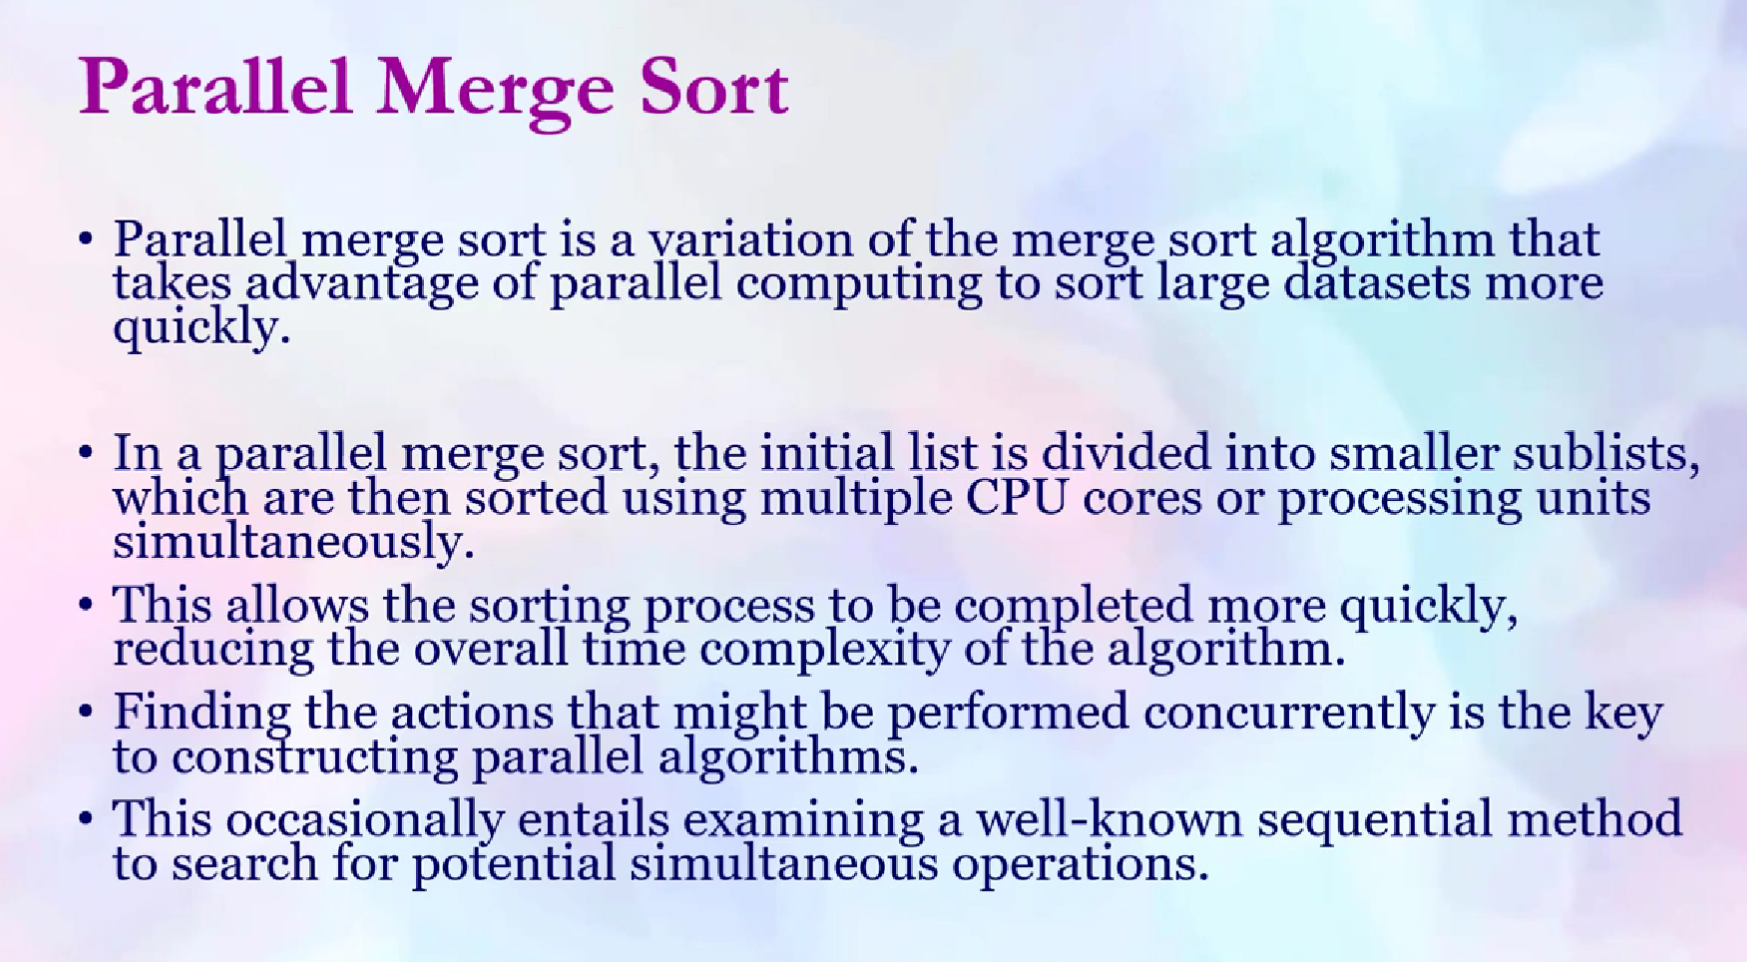 Parallel Merge Sort
• Parallel merge sort is a variation of the merge sort algorithm that
takes advantage of parallel computing to sort large datasets more
quickly.
• In a parallel merge sort, the initial list is divided into smaller sublists,
which are then sorted using multiple CPU cores or processing units
simultaneously.
• This allows the sorting process to be completed more quickly,
reducing the overall time complexity of the algorithm.
• Finding the actions that might be performed concurrently is the key
to constructing parallel algorithms.
• This occasionally entails examining a well-known sequential method
to search for potential simultaneous operations.